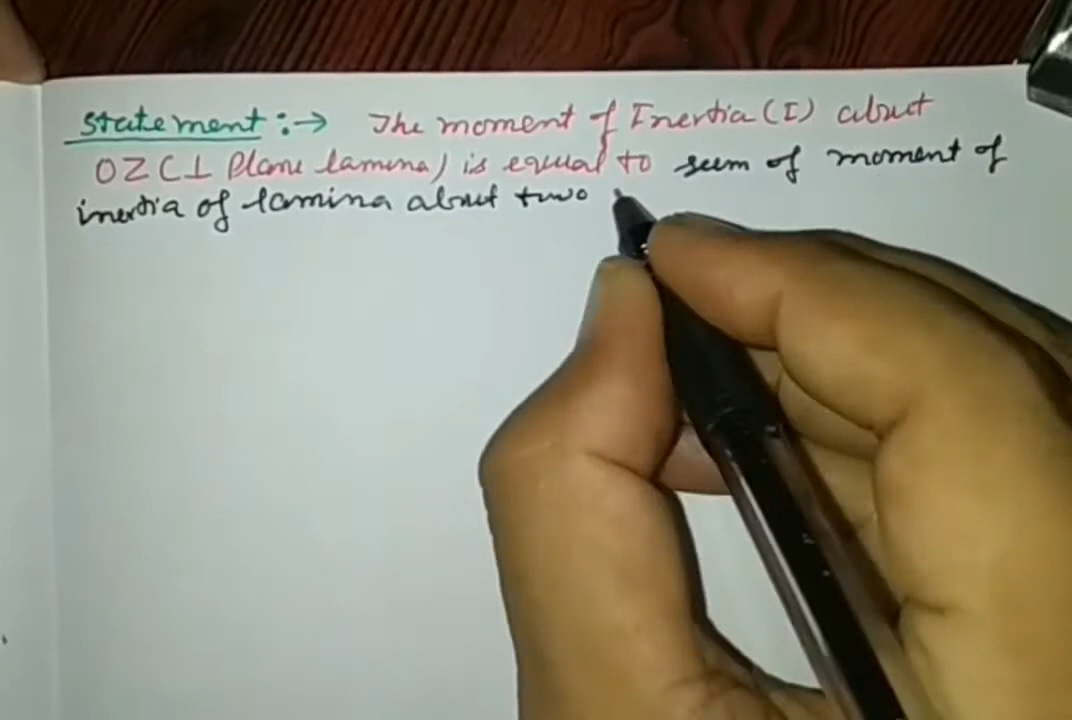 Statement :→ The moment of Inertia (I) about
OZ (⊥ Plane lamina) is equal to sum of moment of
inertia of lamina about two